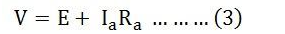 V = E + IₐRₐ ... ... ... (3)